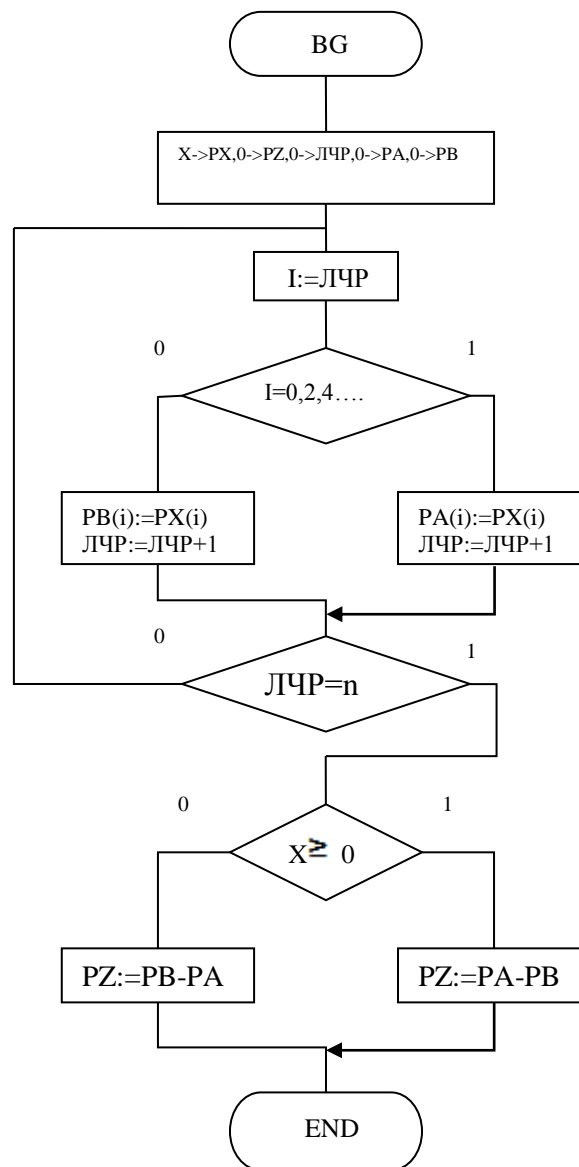 BG
X->PX,0->PZ,0->ЛЧР,0->PA,0->PB
I:=ЛЧР
0
1
I=0,2,4….
PB(i):=PX(i)
ЛЧР:=ЛЧР+1
PA(i):=PX(i)
ЛЧР:=ЛЧР+1
0
1
ЛЧР=n
0
1
X≥ 0
PZ:=PB-PA
PZ:=PA-PB
END